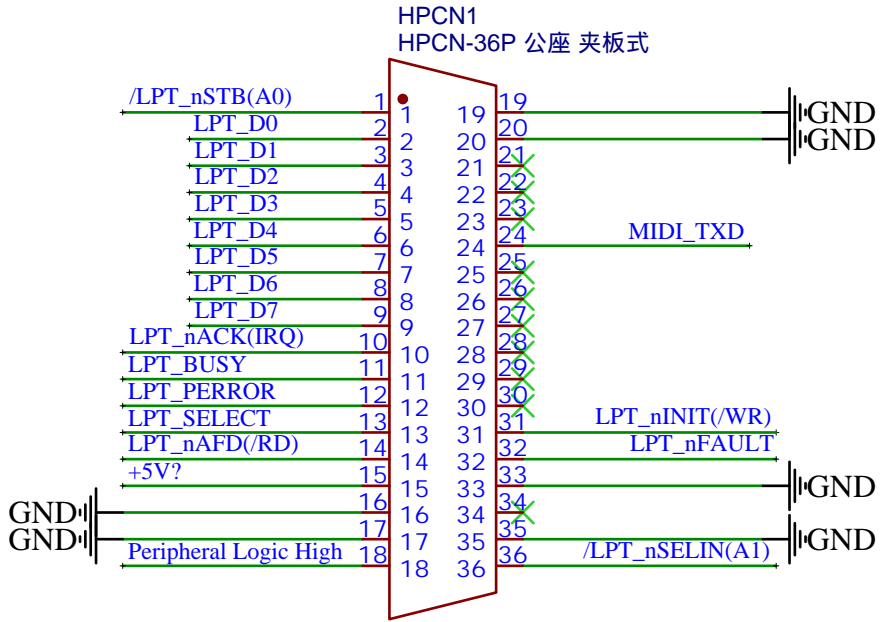 HPCN1
HPCN-36P 公座 夹板式
/LPT_nSTB(A0) 1 1 19 19 GND
LPT_D0 2 2 20 20 GND
LPT_D1 3 3 21 21
LPT_D2 4 4 22 22
LPT_D3 5 5 23 23
LPT_D4 6 6 24 24 MIDI_TXD
LPT_D5 7 7 25 25
LPT_D6 8 8 26 26
LPT_D7 9 9 27 27
LPT_nACK(IRQ) 10 10 28 28
LPT_BUSY 11 11 29 29
LPT_PERROR 12 12 30 30
LPT_SELECT 13 13 31 31 LPT_nINIT(/WR)
LPT_nAFD(/RD) 14 14 32 32 LPT_nFAULT
+5V? 15 15 33 33 GND
GND 16 16 34 34
GND 17 17 35 35 GND
Peripheral Logic High 18 18 36 36 /LPT_nSELIN(A1)